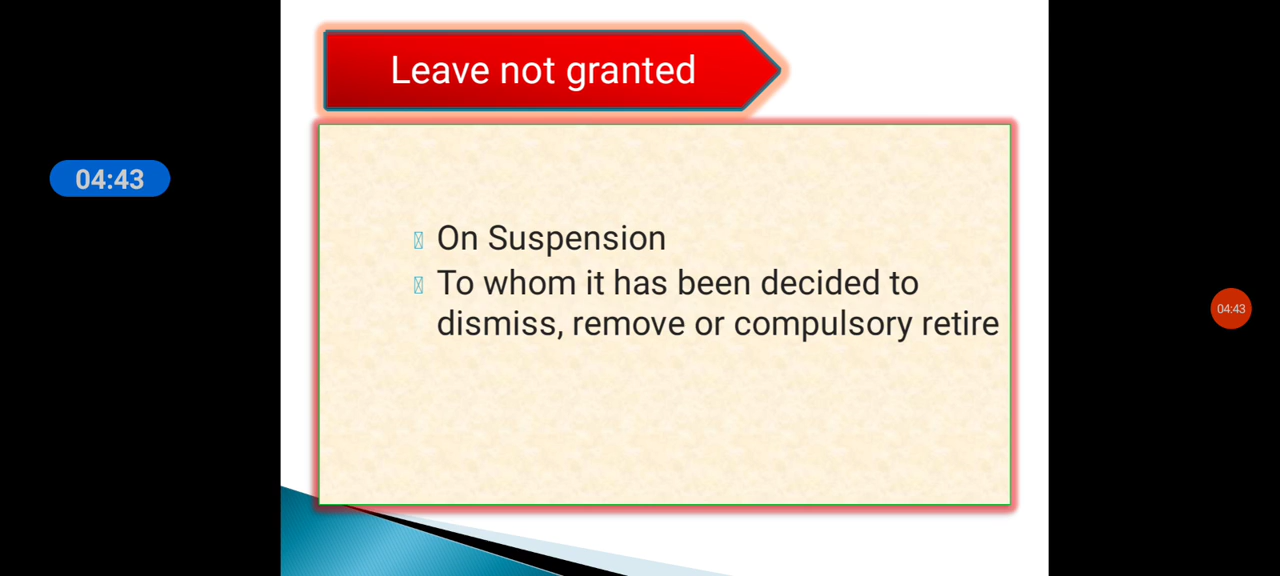 Leave not granted
04:43
On Suspension
To whom it has been decided to
dismiss, remove or compulsory retire
04:43